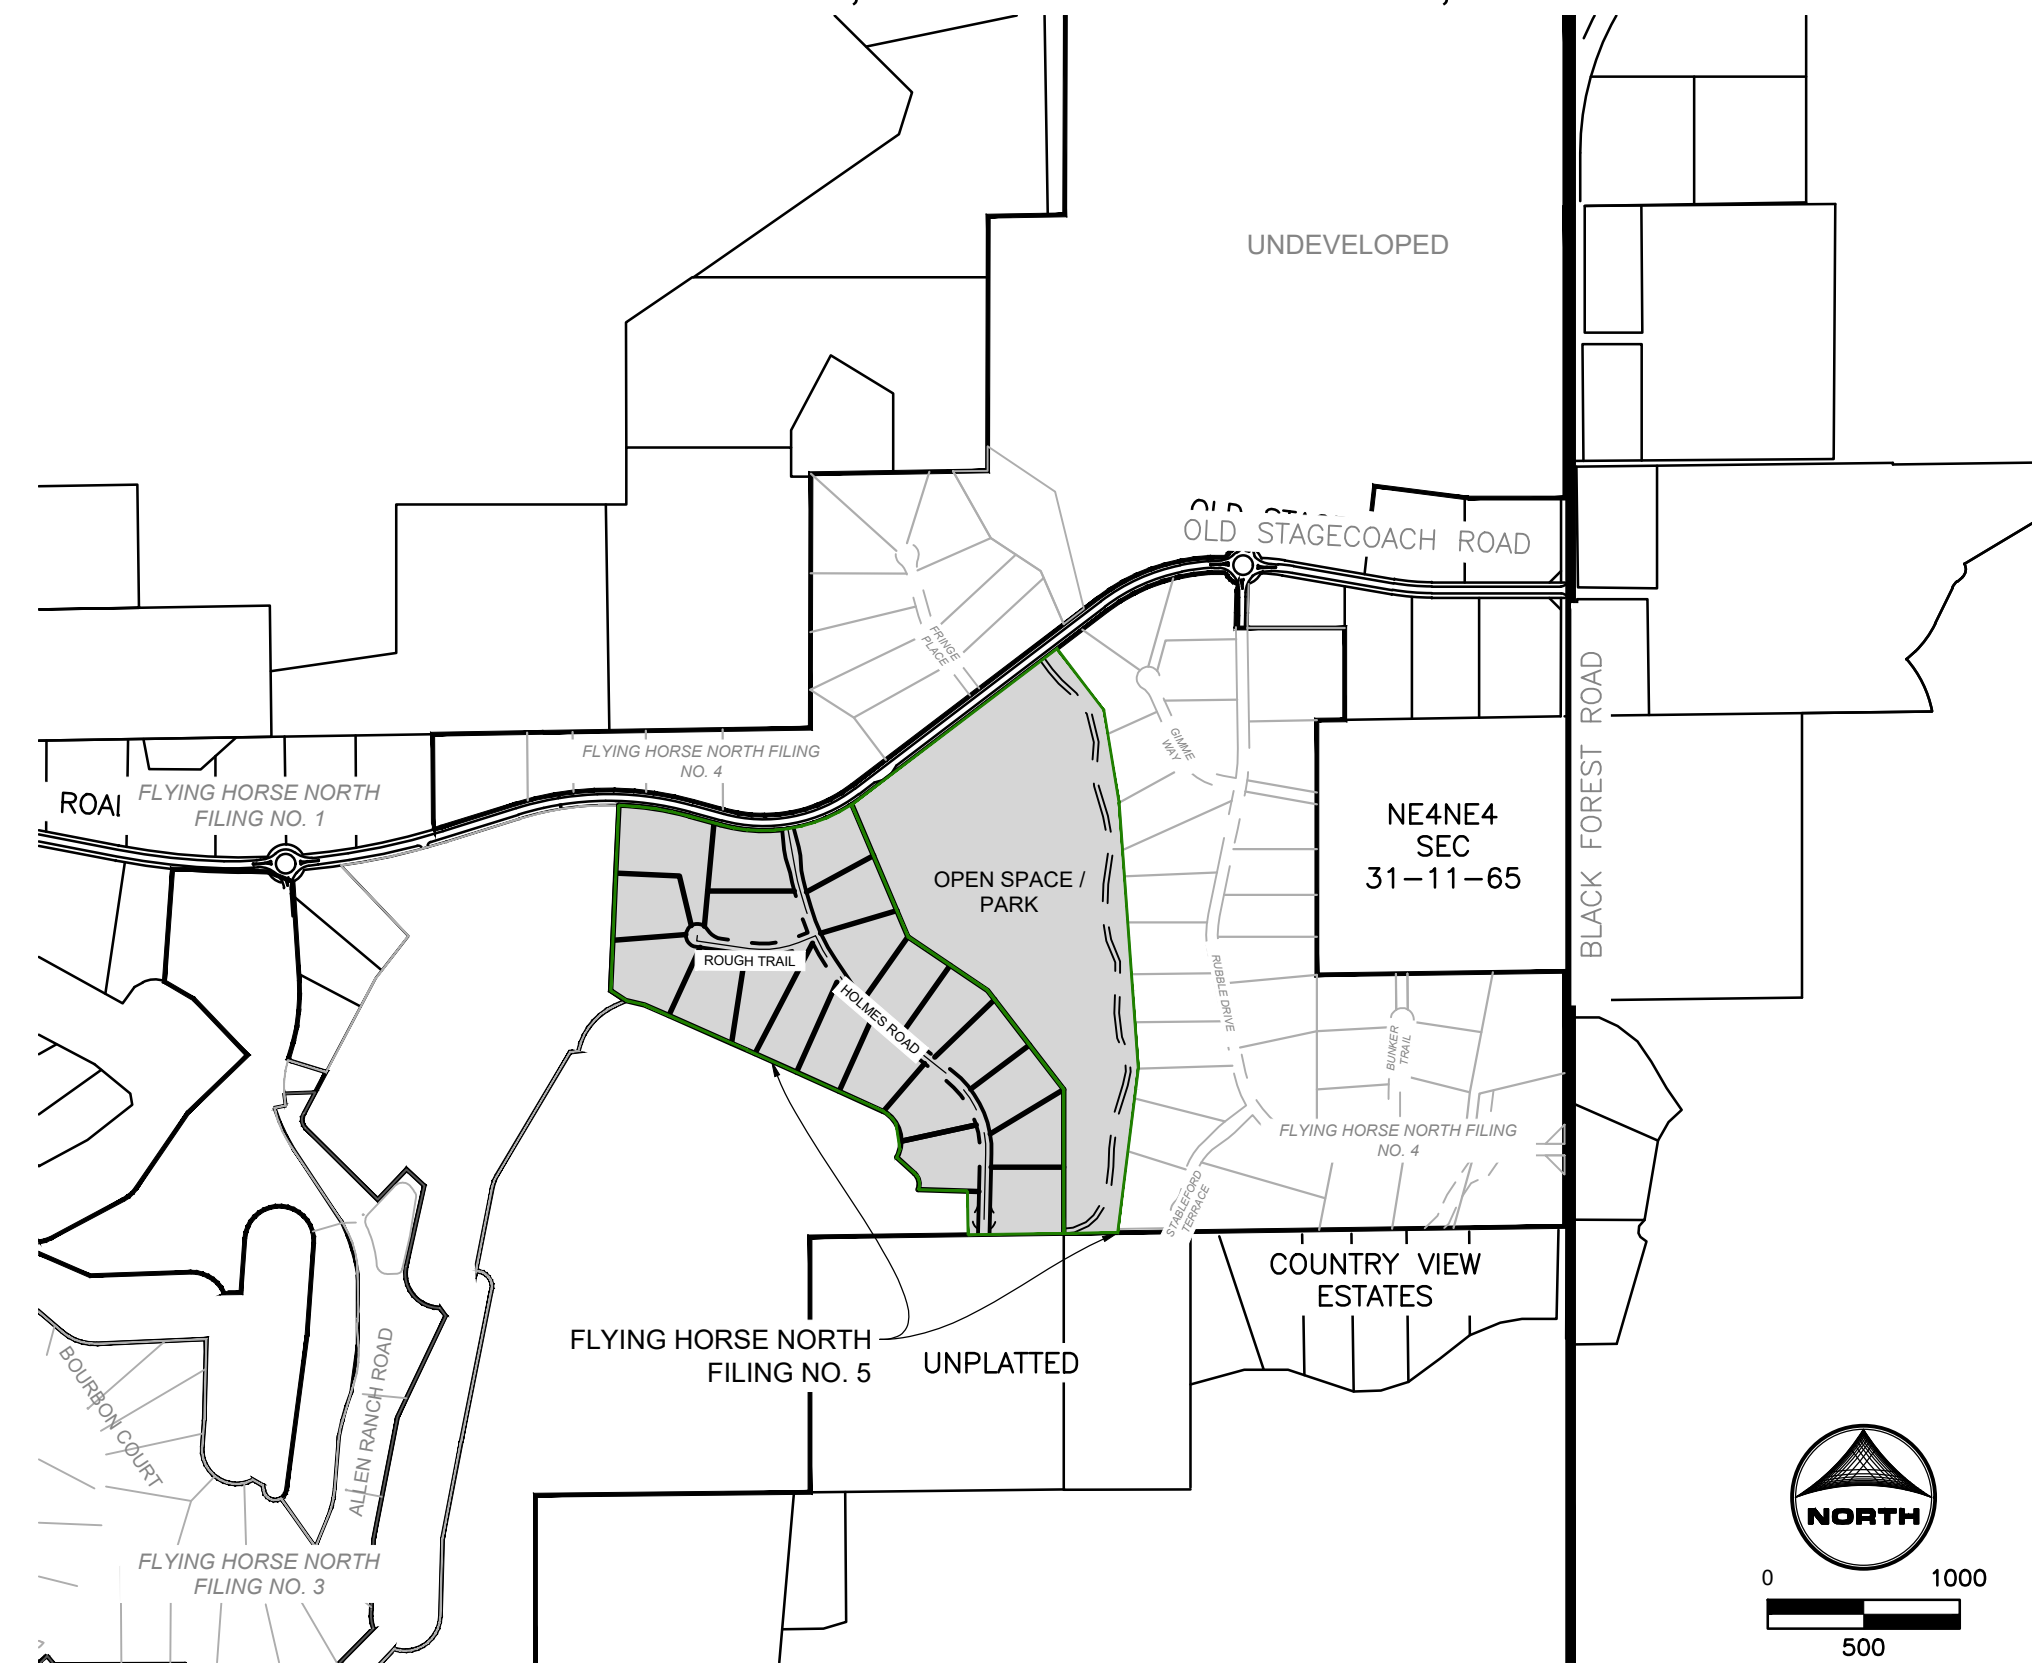 UNDEVELOPED
OLD STAGECOACH ROAD
FRINGE
PLACE
FLYING HORSE NORTH FILING
NO. 4
GIMME
WAY
BLACK FOREST ROAD
FLYING HORSE NORTH
FILING NO. 1
NE4NE4
SEC
31-11-65
OPEN SPACE /
PARK
ROUGH TRAIL
HOLMES ROAD
RUBBLE DRIVE
BUNKER
TRAIL
FLYING HORSE NORTH FILING
NO. 4
STABLEFORD
TERRACE
COUNTRY VIEW
ESTATES
FLYING HORSE NORTH
FILING NO. 5
UNPLATTED
BOURBON COURT
ALLEN RANCH ROAD
FLYING HORSE NORTH
FILING NO. 3
NORTH
0 1000
500